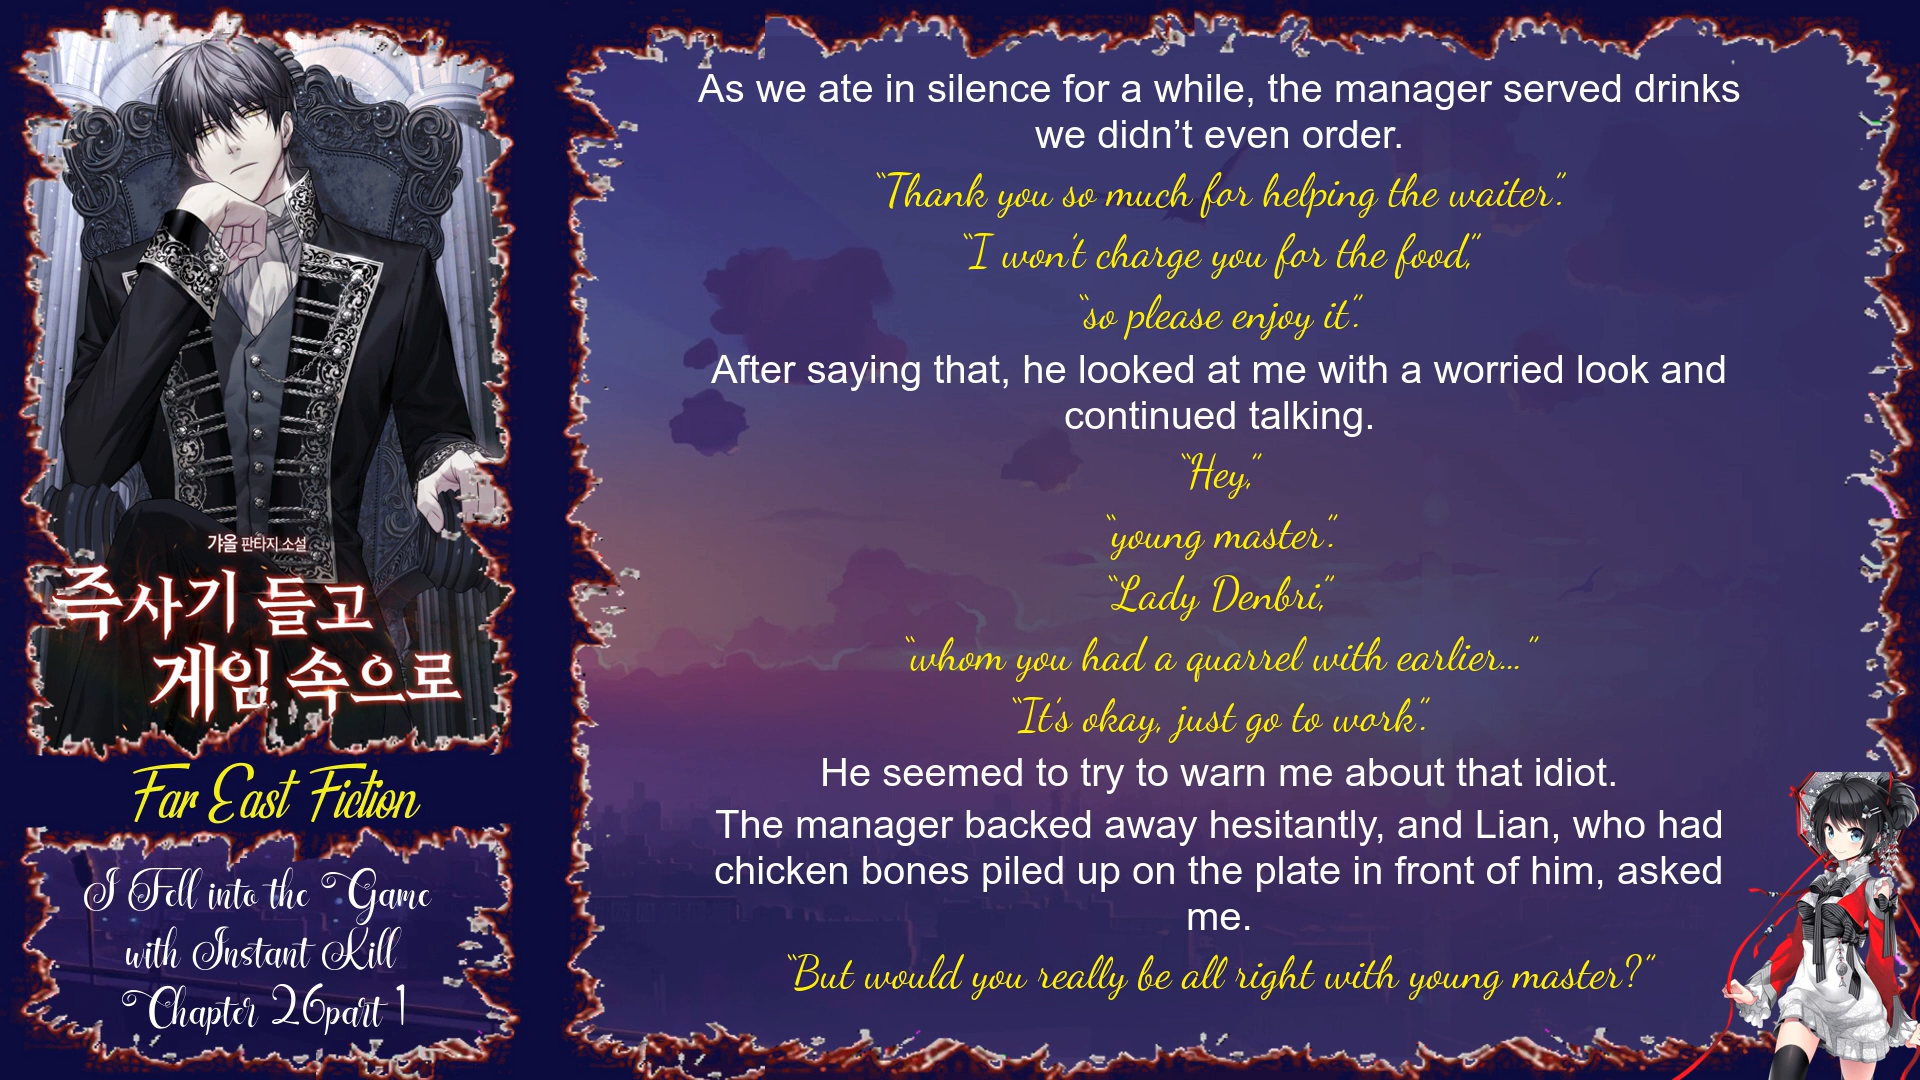 갸올 판타지 소설
즉사기 들고
게임 속으로
Far East Fiction
I Fell into the Game
with Instant Kill
Chapter 26part 1
As we ate in silence for a while, the manager served drinks
we didn’t even order.
“Thank you so much for helping the waiter”.
“I won’t charge you for the food,”
“so please enjoy it”.
After saying that, he looked at me with a worried look and
continued talking.
“Hey,”
“young master”.
“Lady Denbri,”
“whom you had a quarrel with earlier…”
“It’s okay, just go to work”.
He seemed to try to warn me about that idiot.
The manager backed away hesitantly, and Lian, who had
chicken bones piled up on the plate in front of him, asked
me.
“But would you really be all right with young master?”